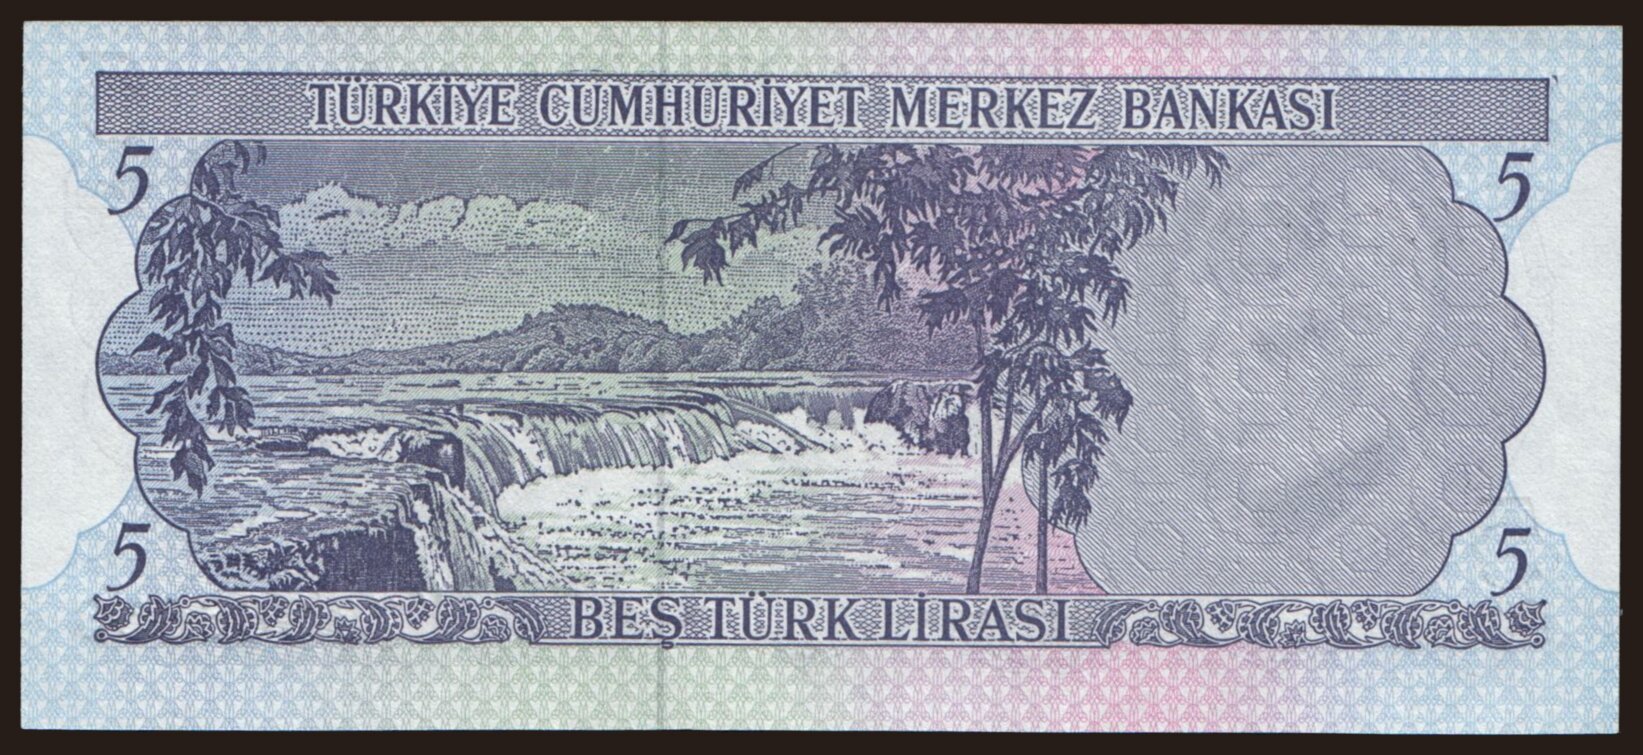 TÜRKİYE CUMHURİYET MERKEZ BANKASI
5 5
5 5
BEŞ TÜRK LİRASI